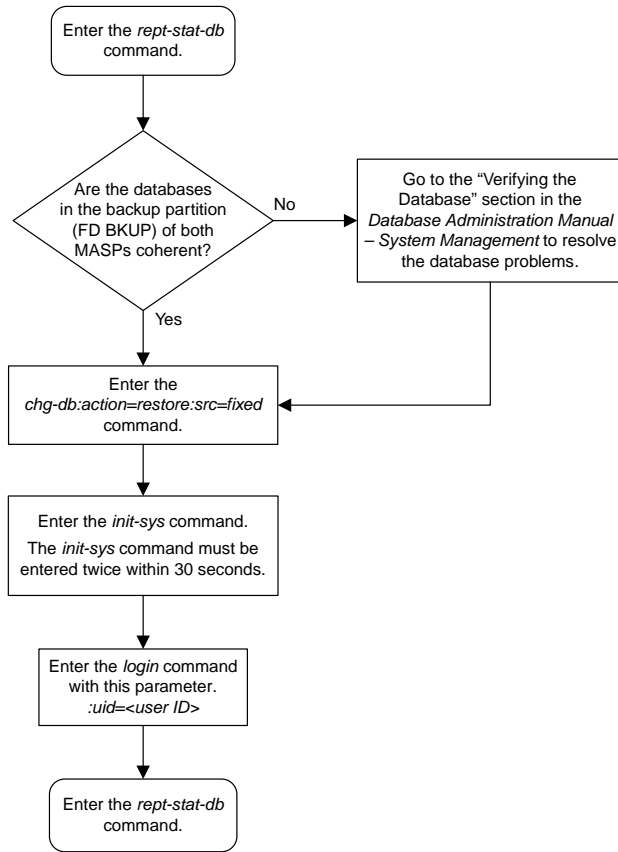 Enter the rept-stat-db
command.
Are the databases
in the backup partition
(FD BKUP) of both
MASPs coherent?
No
Go to the “Verifying the
Database” section in the
Database Administration Manual
– System Management to resolve
the database problems.
Yes
Enter the
chg-db:action=restore:src=fixed
command.
Enter the init-sys command.
The init-sys command must be
entered twice within 30 seconds.
Enter the login command
with this parameter.
:uid=<user ID>
Enter the rept-stat-db
command.